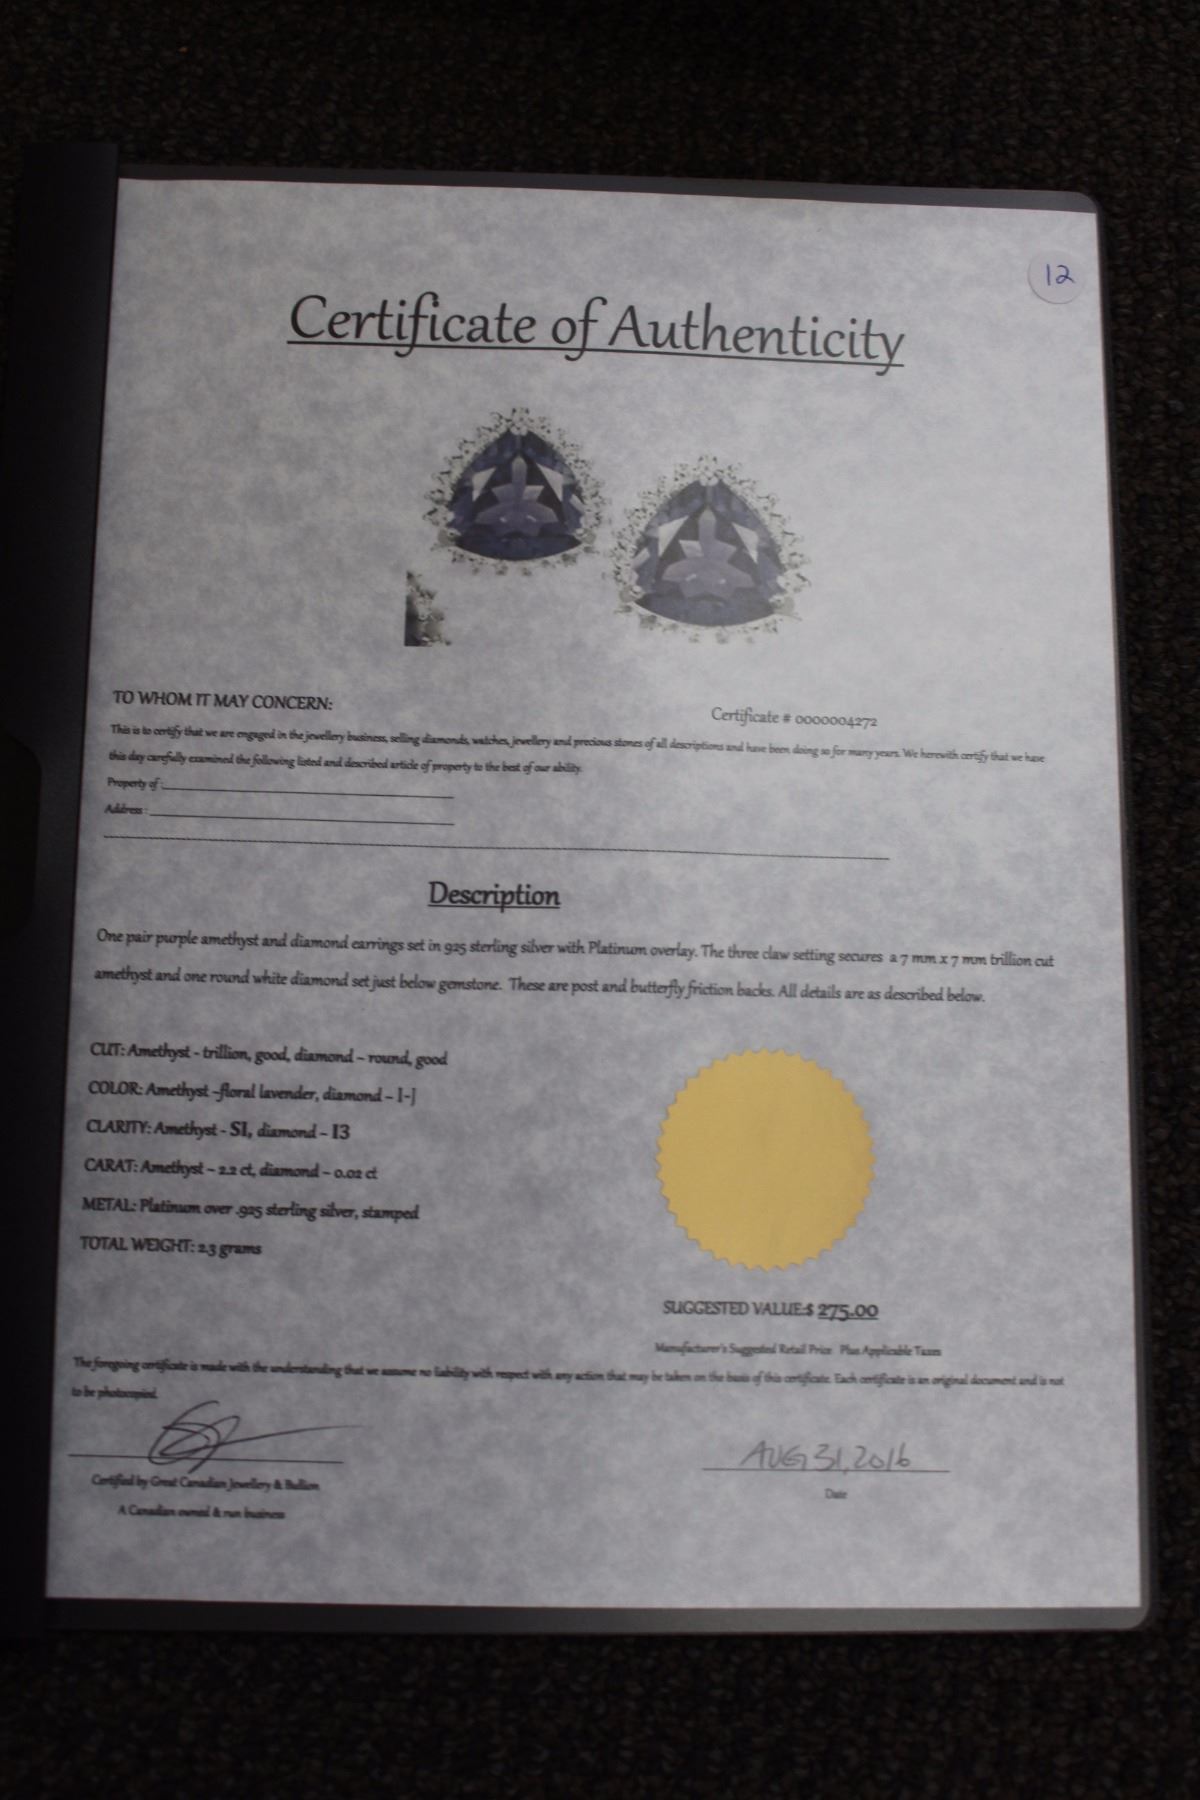 12
Certificate of Authenticity
TO WHOM IT MAY CONCERN:
Certificate # 0000004272
This is to certify that we are engaged in the jewellery business, selling diamonds, watches, jewellery and precious stones of all descriptions and have been doing so for many years. We herewith certify that we have
this day carefully examined the following listed and described article of property to the best of our ability.
Property of :
Address :
Description
One pair purple amethyst and diamond earrings set in 925 sterling silver with Platinum overlay. The three claw setting secures a 7 mm x 7 mm trillion cut
amethyst and one round white diamond set just below gemstone. These are post and butterfly friction backs. All details are as described below.
CUT: Amethyst - trillion, good, diamond – round, good
COLOR: Amethyst –floral lavender, diamond – I-J
CLARITY: Amethyst - SI, diamond – I3
CARAT: Amethyst – 2.2 ct, diamond – 0.02 ct
METAL: Platinum over .925 sterling silver, stamped
TOTAL WEIGHT: 2.3 grams
SUGGESTED VALUE:$ 275.00
Manufacturer's Suggested Retail Price Plus Applicable Taxes
The foregoing certificate is made with the understanding that we assume no liability with respect with any action that may be taken on the basis of this certificate. Each certificate is an original document and is not
to be photocopied.
AUG 31, 2016
Certified by Great Canadian Jewellery & Bullion
Date
A Canadian owned & run business